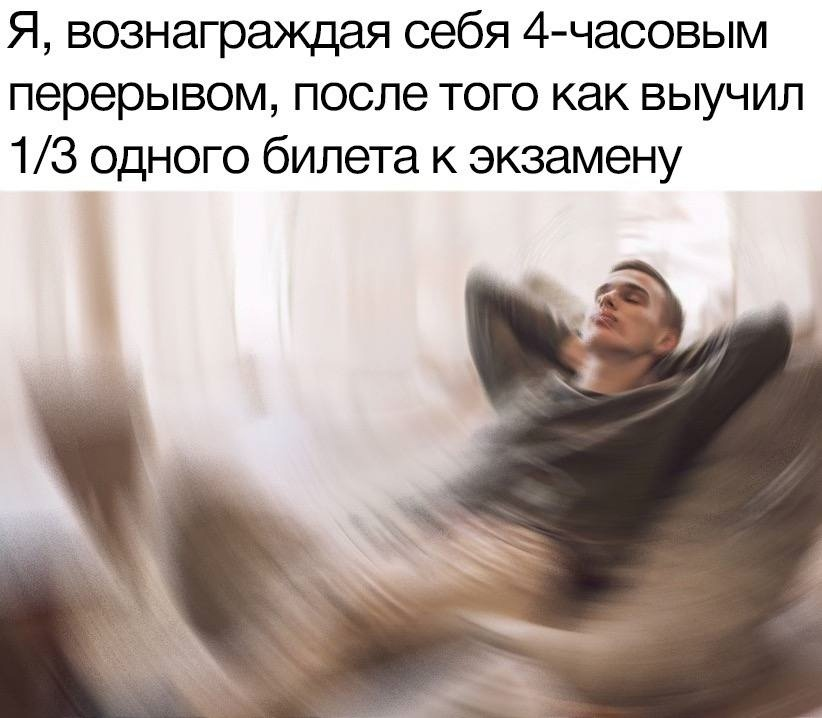 Я, вознаграждая себя 4-часовым
перерывом, после того как выучил
1/3 одного билета к экзамену